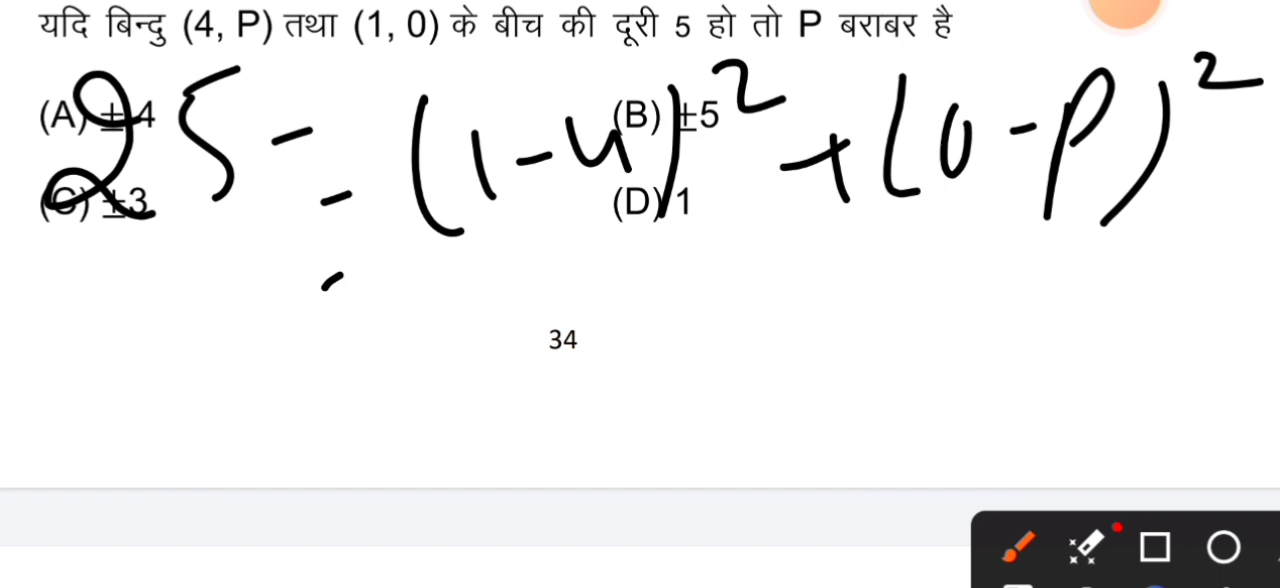 यदि बिन्दु (4, P) तथा (1, 0) के बीच की दूरी 5 हो तो P बराबर है
(A) ±4 (B) ±5
(C) ±3 (D) 1
25 = (1-4)² + (0-P)²
34